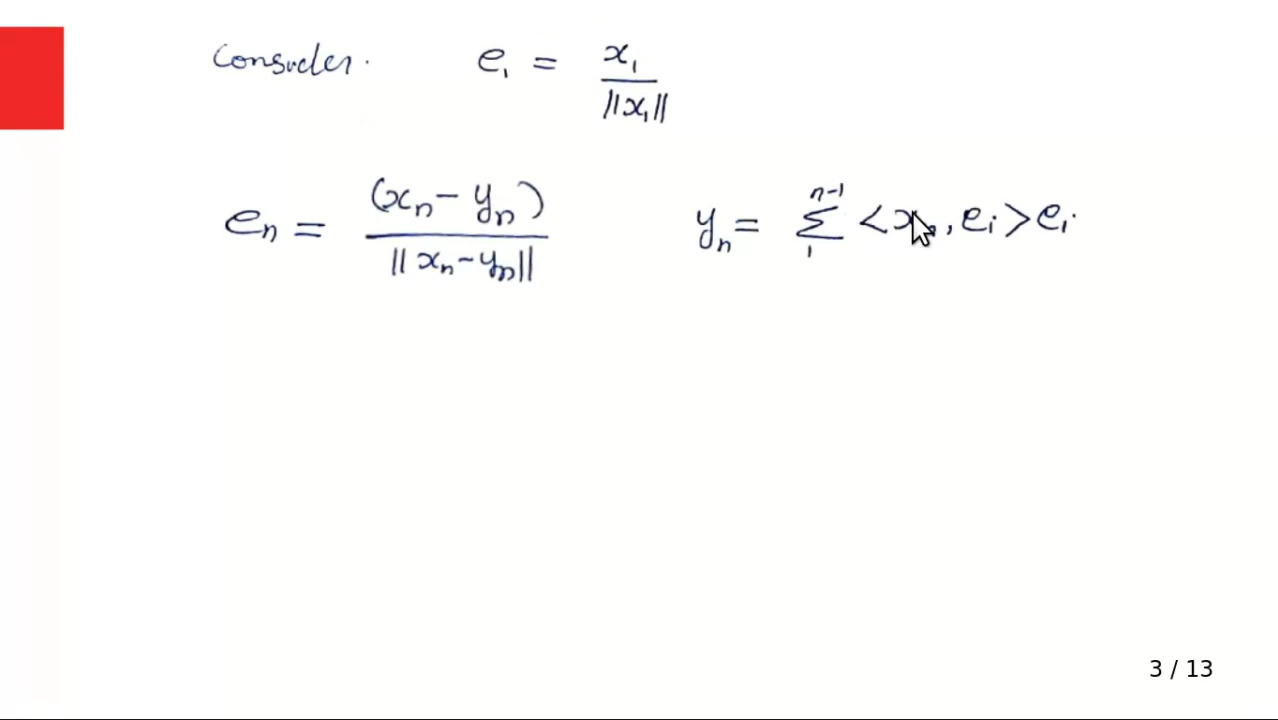 Consider. e₁ = x₁ / ||x₁||
eₙ = (xₙ - yₙ) / ||xₙ - yₙ|| yₙ = Σ₁ⁿ⁻¹ <xₙ, eᵢ> eᵢ
3 / 13